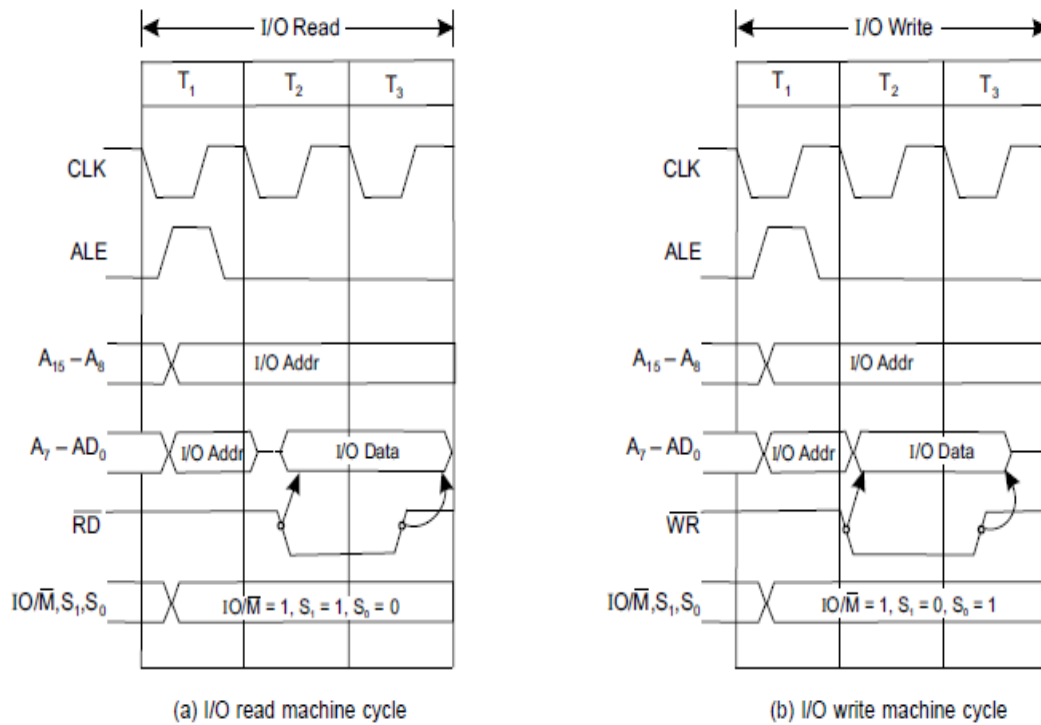 I/O Read
T₁ T₂ T₃
CLK
ALE
A₁₅ – A₈ I/O Addr
A₇ – AD₀ I/O Addr I/O Data
R̅D̅
IO/M̅,S₁,S₀ IO/M̅ = 1, S₁ = 1, S₀ = 0
(a) I/O read machine cycle
I/O Write
T₁ T₂ T₃
CLK
ALE
A₁₅ – A₈ I/O Addr
A₇ – AD₀ I/O Addr I/O Data
W̅R̅
IO/M̅,S₁,S₀ IO/M̅ = 1, S₁ = 0, S₀ = 1
(b) I/O write machine cycle